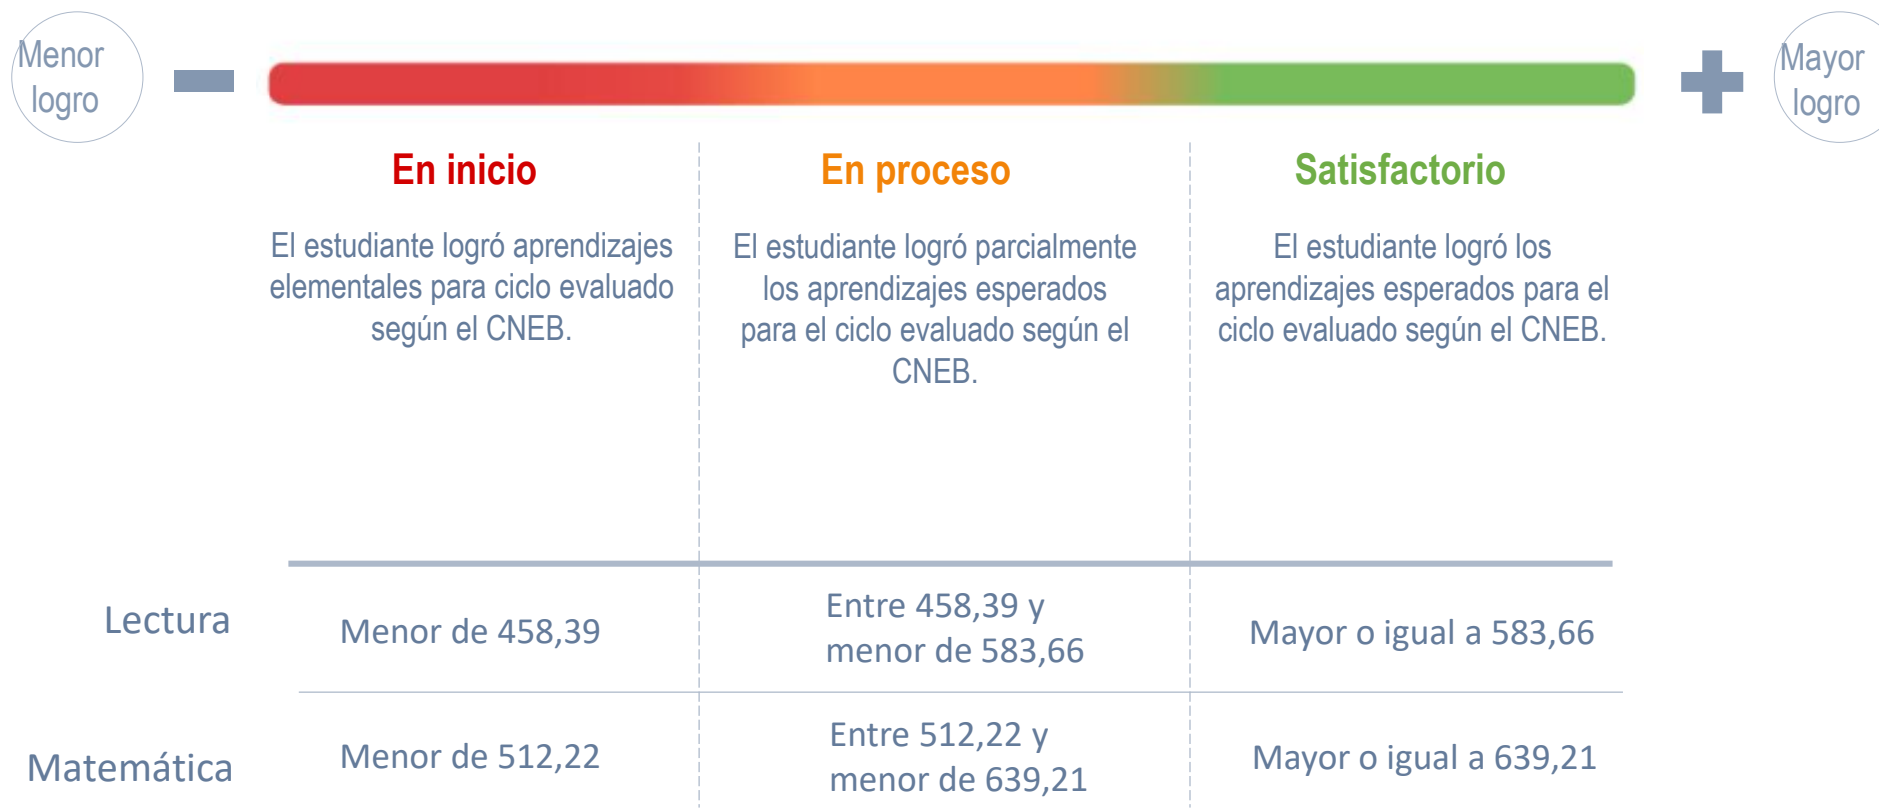 Menor
logro
Mayor
logro
En inicio
El estudiante logró aprendizajes
elementales para ciclo evaluado
según el CNEB.
En proceso
El estudiante logró parcialmente
los aprendizajes esperados
para el ciclo evaluado según el
CNEB.
Satisfactorio
El estudiante logró los
aprendizajes esperados para el
ciclo evaluado según el CNEB.
Lectura
Menor de 458,39
Entre 458,39 y
menor de 583,66
Mayor o igual a 583,66
Matemática
Menor de 512,22
Entre 512,22 y
menor de 639,21
Mayor o igual a 639,21